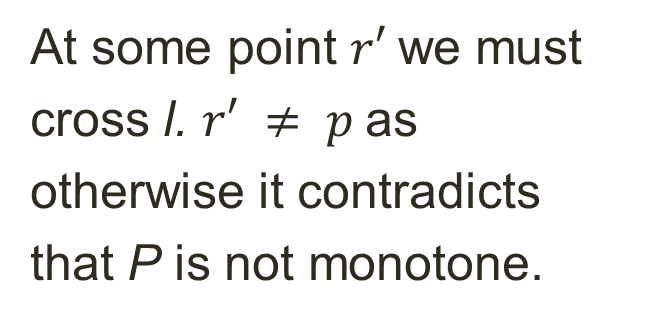 At some point r′ we must
cross l. r′ ≠ p as
otherwise it contradicts
that P is not monotone.